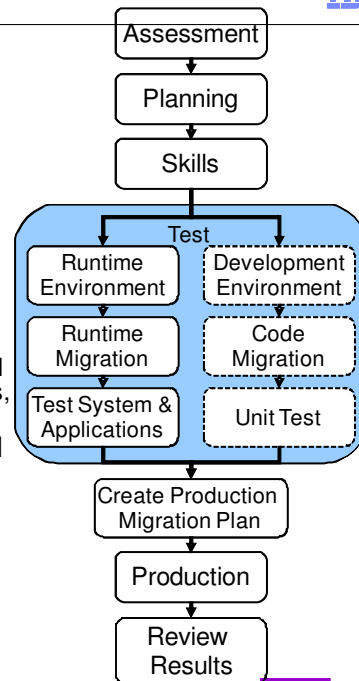 Assessment
Planning
Skills
Test
Runtime
Environment
Development
Environment
Runtime
Migration
Code
Migration
s,
Test System &
Applications
Unit Test
Create Production
Migration Plan
Production
Review
Results